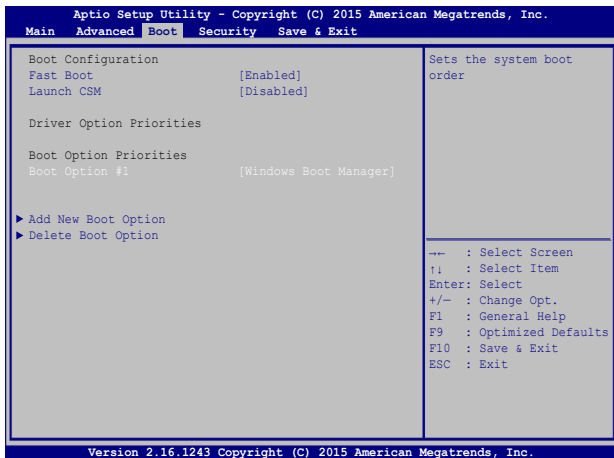 Aptio Setup Utility - Copyright (C) 2015 American Megatrends, Inc.
Main Advanced Boot Security Save & Exit
Boot Configuration
Fast Boot [Enabled]
Launch CSM [Disabled]
Driver Option Priorities
Boot Option Priorities
Boot Option #1 [Windows Boot Manager]
▶ Add New Boot Option
▶ Delete Boot Option
Sets the system boot
order
→← : Select Screen
↑↓ : Select Item
Enter: Select
+/— : Change Opt.
F1 : General Help
F9 : Optimized Defaults
F10 : Save & Exit
ESC : Exit
Version 2.16.1243 Copyright (C) 2015 American Megatrends, Inc.